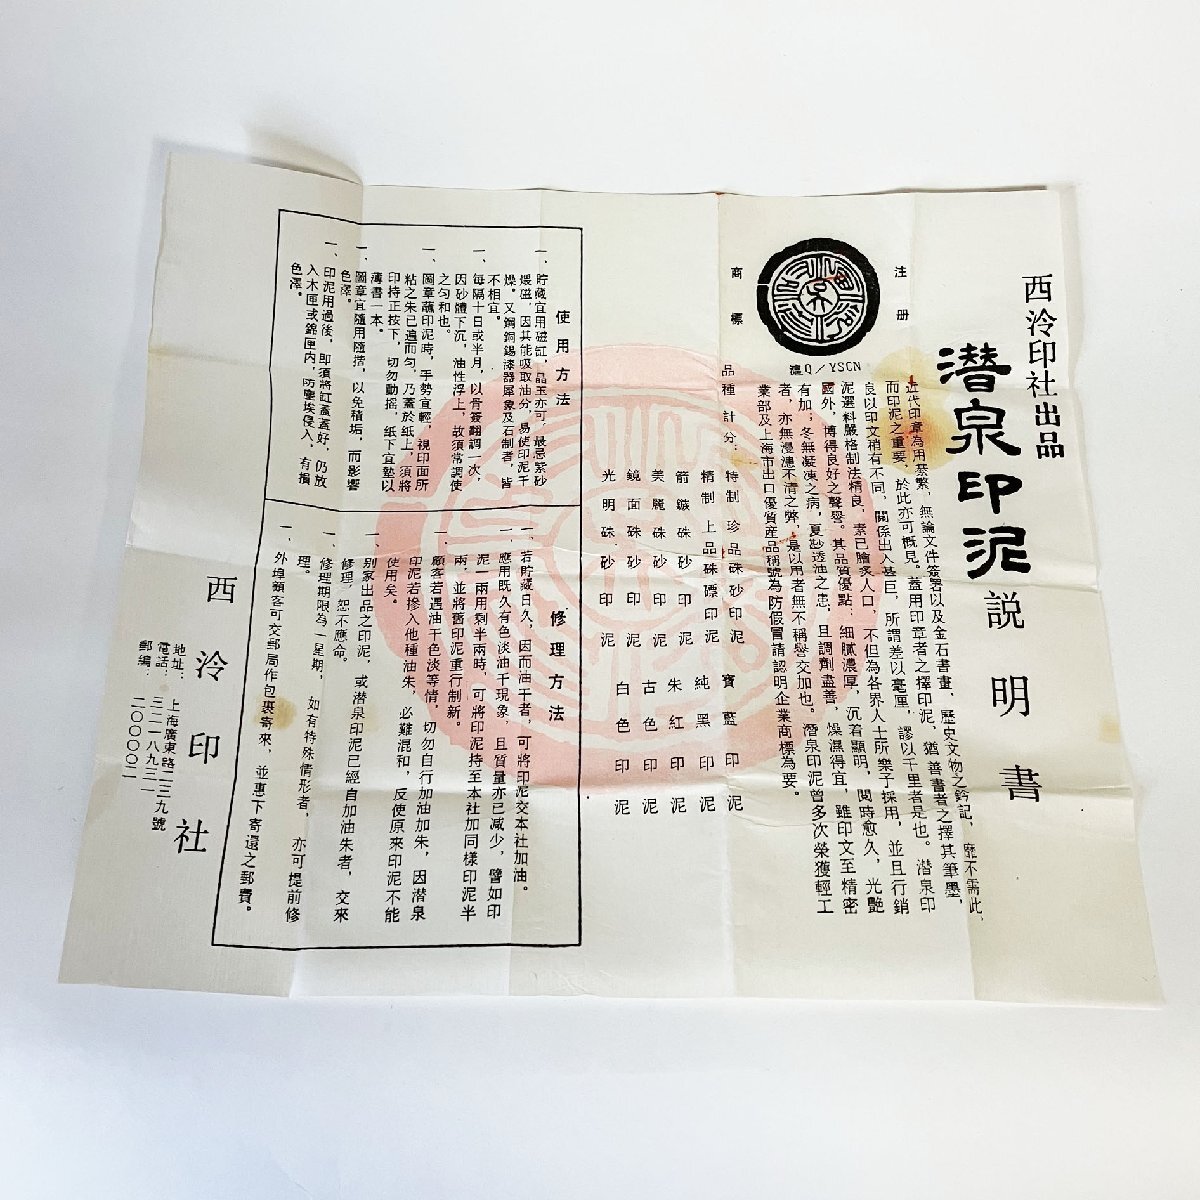 西泠印社出品
潜泉印泥説明書
注册
商標
滬Q/YSCN
近代印章為用綦繁，無論文件簽署以及金石書畫，歷史文物之鈐記，靡不需此，
而印泥之重要，於此亦可概見。蓋用印章者之擇印泥，猶善書者之擇其筆墨，
良以印文稍有不同，關係出入甚巨，所謂差以毫厘，謬以千里者是也。潜泉印
泥選料嚴格制法精良，素已膾炙人口，不但為各界人士所樂予採用，並且行銷
國外，博得良好之聲譽。其品質優點：細膩濃厚，沉着顯明，閱時愈久，光艷
有加；冬無凝凍之病，夏尠透油之患，且調劑盡善，燥濕得宜，雖印文至精密
者，亦無漫漶不清之弊，是以用者無不稱譽交加也。潛泉印泥曾多次榮獲輕工
業部及上海市出口優質産品稱號為防假冒請認明企業商標為要。
品種計分：
特制珍品硃砂印泥　寶藍印泥
精制上品硃磦印泥　純黑印泥
箭鏃硃砂印泥　朱紅印泥
美麗硃砂印泥　古色印泥
鏡面硃砂印泥　白色印泥
光明硃砂印泥
使用方法
一、貯藏宜用磁缸，晶玉亦可，最忌紫砂
煨磁，因其能吸取油分，易使印泥干
燥。又鋼銅錫漆器犀象及石制者，皆
不相宜。
一、每隔十日或半月，以骨簽翻調一次，
因砂體下沉，油性浮上，故須常調使
之匀和也。
一、圖章蘸印泥時，手勢宜輕，視印面所
粘之朱已遍而匀，乃蓋於紙上，須將
印持正按下，切勿動摇，紙下宜墊以
薄書一本。
一、圖章宜隨用隨揩，以免積垢，而影響
色澤。
一、印泥用過後，即須將缸蓋蓋好，仍放
入木匣或錦匣内，防塵埃侵入，有損
色澤。
修理方法
一、若貯藏日久，因而油干者，可將印泥交本社加油。
一、應用既久有色淡油干現象，且質量亦已减少，譬如印
泥一兩用剩半兩時，可將印泥持至本社加同樣印泥半
兩，並將舊印泥重行制新。
一、顧客若遇油干色淡等情，切勿自行加油加朱，因潜泉
印泥若摻入他種油朱，必難混和，反使原來印泥不能
使用矣。
一、别家出品之印泥，或潜泉印泥已經自加油朱者，交來
修理，恕不應命。
一、修理期限為一星期，如有特殊情形者，亦可提前修
理。
一、外埠顧客可交郵局作包裹寄來，並惠下寄還之郵費。
西泠印社
地址：上海廣東路二三九號
電話：三二一八九三一
郵編：二〇〇〇〇二